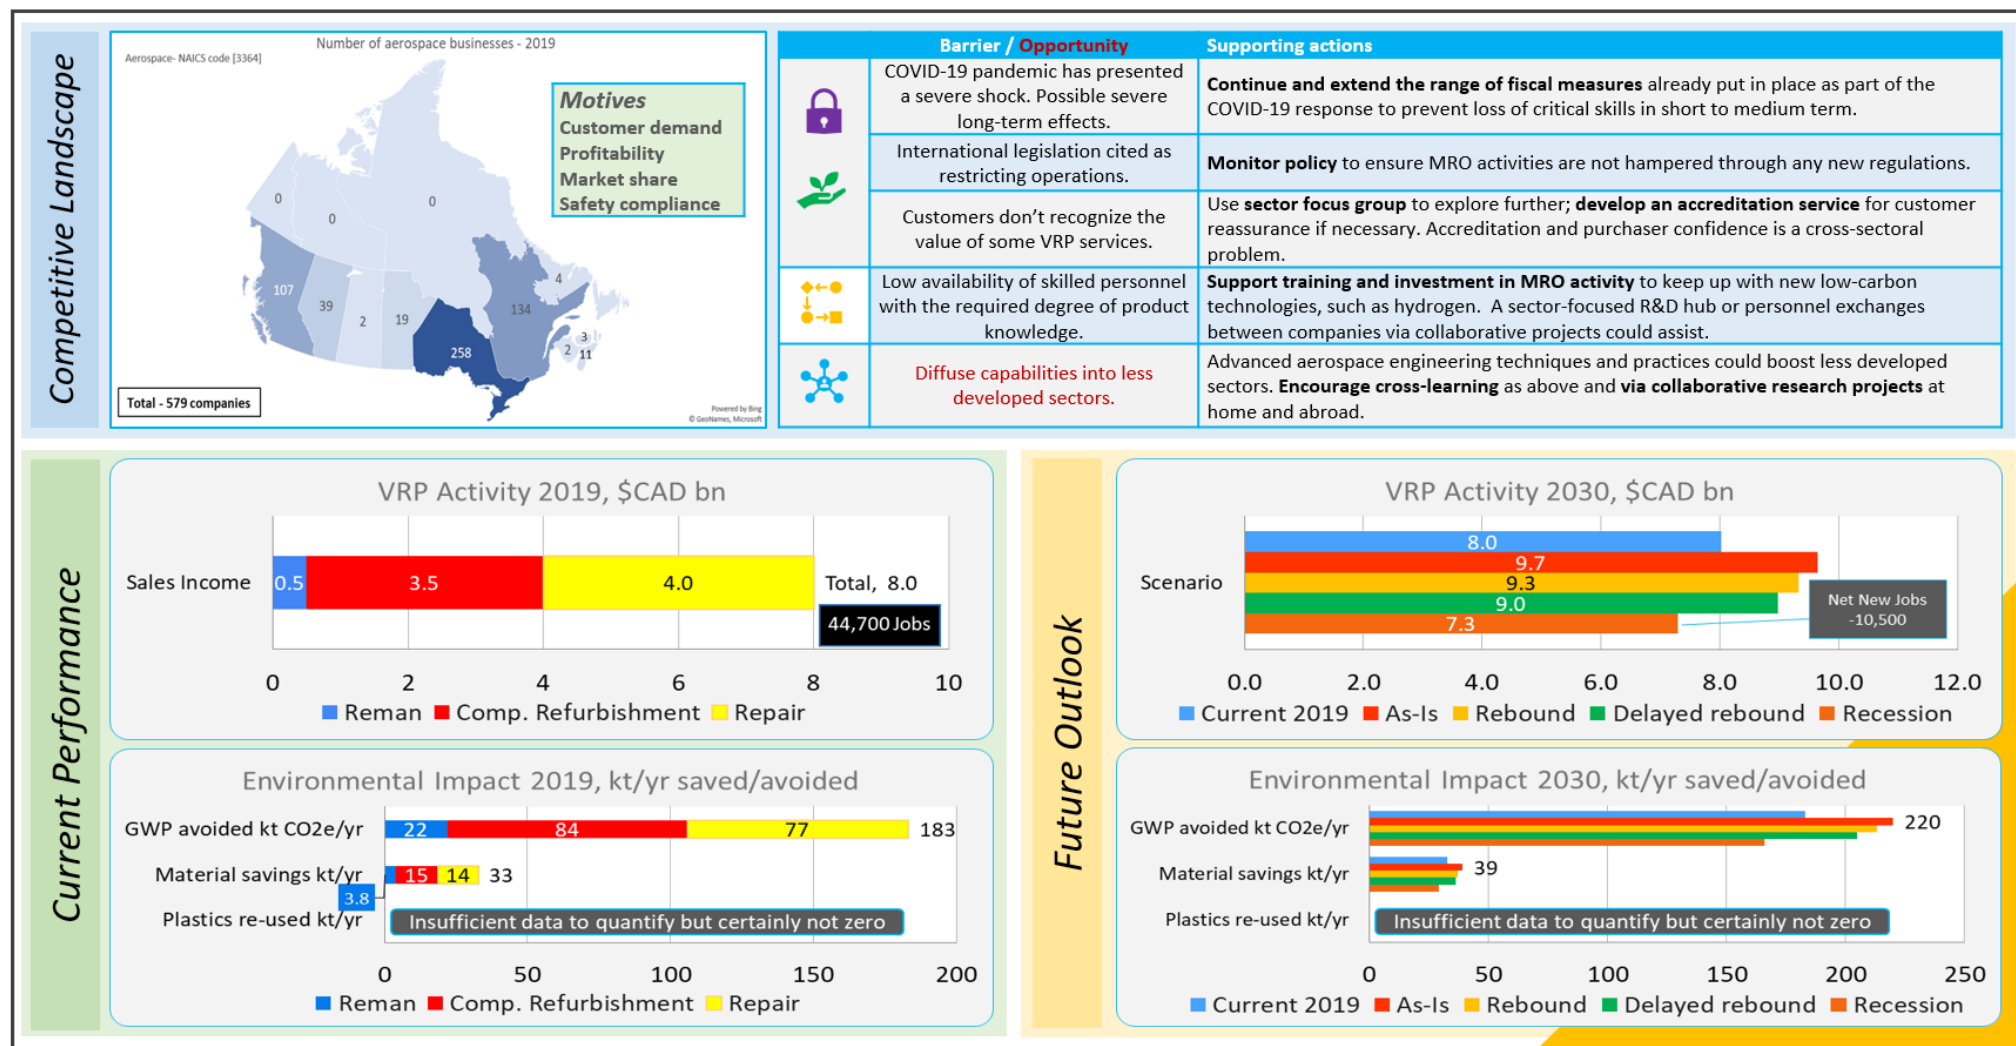 Competitive Landscape
Number of aerospace businesses - 2019
Aerospace- NAICS code [3364]
Motives
Customer demand
Profitability
Market share
Safety compliance
0
0
0
107
39
2
19
258
134
4
3
2
11
Total - 579 companies
Powered by Bing
© GeoNames, Microsoft
Barrier / Opportunity
Supporting actions
COVID-19 pandemic has presented
a severe shock. Possible severe
long-term effects.
Continue and extend the range of fiscal measures already put in place as part of the
COVID-19 response to prevent loss of critical skills in short to medium term.
International legislation cited as
restricting operations.
Monitor policy to ensure MRO activities are not hampered through any new regulations.
Customers don’t recognize the
value of some VRP services.
Use sector focus group to explore further; develop an accreditation service for customer
reassurance if necessary. Accreditation and purchaser confidence is a cross-sectoral
problem.
Low availability of skilled personnel
with the required degree of product
knowledge.
Support training and investment in MRO activity to keep up with new low-carbon
technologies, such as hydrogen. A sector-focused R&D hub or personnel exchanges
between companies via collaborative projects could assist.
Diffuse capabilities into less
developed sectors.
Advanced aerospace engineering techniques and practices could boost less developed
sectors. Encourage cross-learning as above and via collaborative research projects at
home and abroad.
Current Performance
VRP Activity 2019, $CAD bn
Sales Income
0.5
3.5
4.0
Total, 8.0
44,700 Jobs
0 2 4 6 8 10
Reman Comp. Refurbishment Repair
Environmental Impact 2019, kt/yr saved/avoided
GWP avoided kt CO2e/yr
22
84
77
183
Material savings kt/yr
3.8
15
14
33
Plastics re-used kt/yr
Insufficient data to quantify but certainly not zero
0 50 100 150 200
Reman Comp. Refurbishment Repair
Future Outlook
VRP Activity 2030, $CAD bn
Scenario
8.0
9.7
9.3
9.0
7.3
Net New Jobs
-10,500
0.0 2.0 4.0 6.0 8.0 10.0 12.0
Current 2019 As-Is Rebound Delayed rebound Recession
Environmental Impact 2030, kt/yr saved/avoided
GWP avoided kt CO2e/yr
220
Material savings kt/yr
39
Plastics re-used kt/yr
Insufficient data to quantify but certainly not zero
0 50 100 150 200 250
Current 2019 As-Is Rebound Delayed rebound Recession